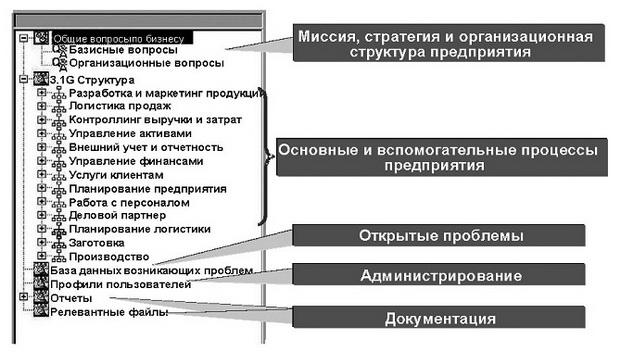 Общие вопросыпо бизнесу
Базисные вопросы
Организационные вопросы
3.1G Структура
Разработка и маркетинг продукции
Логистика продаж
Контроллинг выручки и затрат
Управление активами
Внешний учет и отчетность
Управление финансами
Услуги клиентам
Планирование предприятия
Работа с персоналом
Деловой партнер
Планирование логистики
Заготовка
Производство
База данных возникающих проблем
Профили пользователей
Отчеты
Релевантные файлы
Миссия, стратегия и организационная
структура предприятия
Основные и вспомогательные процессы
предприятия
Открытые проблемы
Администрирование
Документация